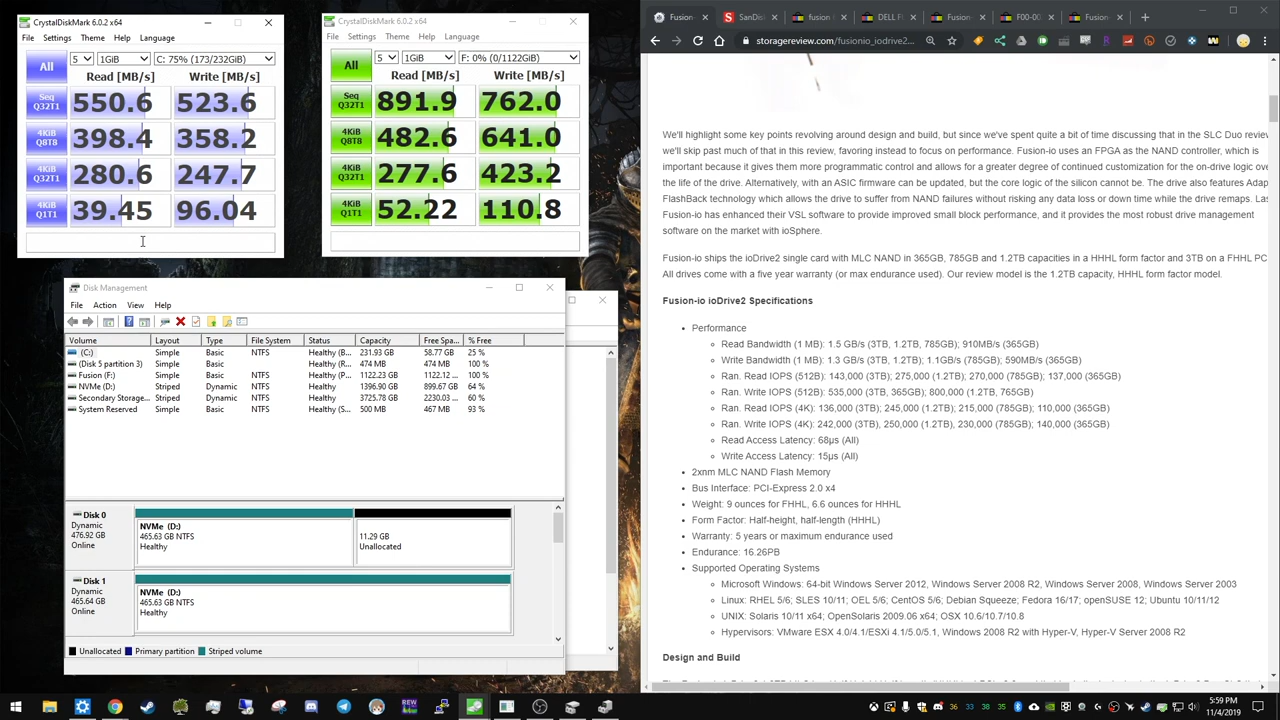 CrystalDiskMark 6.0.2 x64
File Settings Theme Help Language
All 5 1GiB C: 75% (173/232GiB)
Read [MB/s] Write [MB/s]
Seq Q32T1 550.6 523.6
4KiB Q8T8 398.4 358.2
4KiB Q32T1 280.6 247.7
4KiB Q1T1 39.45 96.04
CrystalDiskMark 6.0.2 x64
File Settings Theme Help Language
All 5 1GiB F: 0% (0/1122GiB)
Read [MB/s] Write [MB/s]
Seq Q32T1 891.9 762.0
4KiB Q8T8 482.6 641.0
4KiB Q32T1 277.6 423.2
4KiB Q1T1 52.22 110.8
Disk Management
File Action View Help
Volume Layout Type File System Status Capacity Free Spa... % Free
(C:) Simple Basic NTFS Healthy (B... 231.93 GB 58.77 GB 25 %
(Disk 5 partition 3) Simple Basic Healthy (R... 474 MB 474 MB 100 %
Fusion (F:) Simple Basic NTFS Healthy (P... 1122.23 GB 1122.12 ... 100 %
NVMe (D:) Striped Dynamic NTFS Healthy 1396.90 GB 899.67 GB 64 %
Secondary Storage... Striped Dynamic NTFS Healthy 3725.78 GB 2230.03 ... 60 %
System Reserved Simple Basic NTFS Healthy (S... 500 MB 467 MB 93 %
Disk 0
Dynamic
476.92 GB
Online
NVMe (D:)
465.63 GB NTFS
Healthy
11.29 GB
Unallocated
Disk 1
Dynamic
465.64 GB
Online
NVMe (D:)
465.63 GB NTFS
Healthy
Unallocated Primary partition Striped volume
Fusion-i SanDis fusion DELL F Fusion F00-00 Fusion
storagereview.com/fusionio_iodrive2...
We'll highlight some key points revolving around design and build, but since we've spent quite a bit of time discussing that in the SLC Duo review
we'll skip past much of that in this review, favoring instead to focus on performance. Fusion-io uses an FPGA as the NAND controller, which is
important because it gives them more programmatic control and allows for a greater degree of continued customization for the on-drive logic ov
the life of the drive. Alternatively, with an ASIC firmware can be updated, but the core logic of the silicon cannot be. The drive also features Adap
FlashBack technology which allows the drive to suffer from NAND failures without risking any data loss or down time while the drive remaps. Las
Fusion-io has enhanced their VSL software to provide improved small block performance, and it provides the most robust drive management
software on the market with ioSphere.
Fusion-io ships the ioDrive2 single card with MLC NAND in 365GB, 785GB and 1.2TB capacities in a HHHL form factor and 3TB on a FHHL PC
All drives come with a five year warranty (or max endurance used). Our review model is the 1.2TB capacity, HHHL form factor model.
Fusion-io ioDrive2 Specifications
Performance
Read Bandwidth (1 MB): 1.5 GB/s (3TB, 1.2TB, 785GB); 910MB/s (365GB)
Write Bandwidth (1 MB): 1.3 GB/s (3TB, 1.2TB); 1.1GB/s (785GB); 590MB/s (365GB)
Ran. Read IOPS (512B): 143,000 (3TB); 275,000 (1.2TB); 270,000 (785GB); 137,000 (365GB)
Ran. Write IOPS (512B): 535,000 (3TB, 365GB); 800,000 (1.2TB, 765GB)
Ran. Read IOPS (4K): 136,000 (3TB); 245,000 (1.2TB); 215,000 (785GB); 110,000 (365GB)
Ran. Write IOPS (4K): 242,000 (3TB), 250,000 (1.2TB), 230,000 (785GB); 140,000 (365GB)
Read Access Latency: 68µs (All)
Write Access Latency: 15µs (All)
2xnm MLC NAND Flash Memory
Bus Interface: PCI-Express 2.0 x4
Weight: 9 ounces for FHHL, 6.6 ounces for HHHL
Form Factor: Half-height, half-length (HHHL)
Warranty: 5 years or maximum endurance used
Endurance: 16.26PB
Supported Operating Systems
Microsoft Windows: 64-bit Windows Server 2012, Windows Server 2008 R2, Windows Server 2008, Windows Server 2003
Linux: RHEL 5/6; SLES 10/11; OEL 5/6; CentOS 5/6; Debian Squeeze; Fedora 16/17; openSUSE 12; Ubuntu 10/11/12
UNIX: Solaris 10/11 x64; OpenSolaris 2009.06 x64; OSX 10.6/10.7/10.8
Hypervisors: VMware ESX 4.0/4.1/ESXi 4.1/5.0/5.1, Windows 2008 R2 with Hyper-V, Hyper-V Server 2008 R2
Design and Build
REW
36 33 35 38 34
5:59 PM
11/4/2019